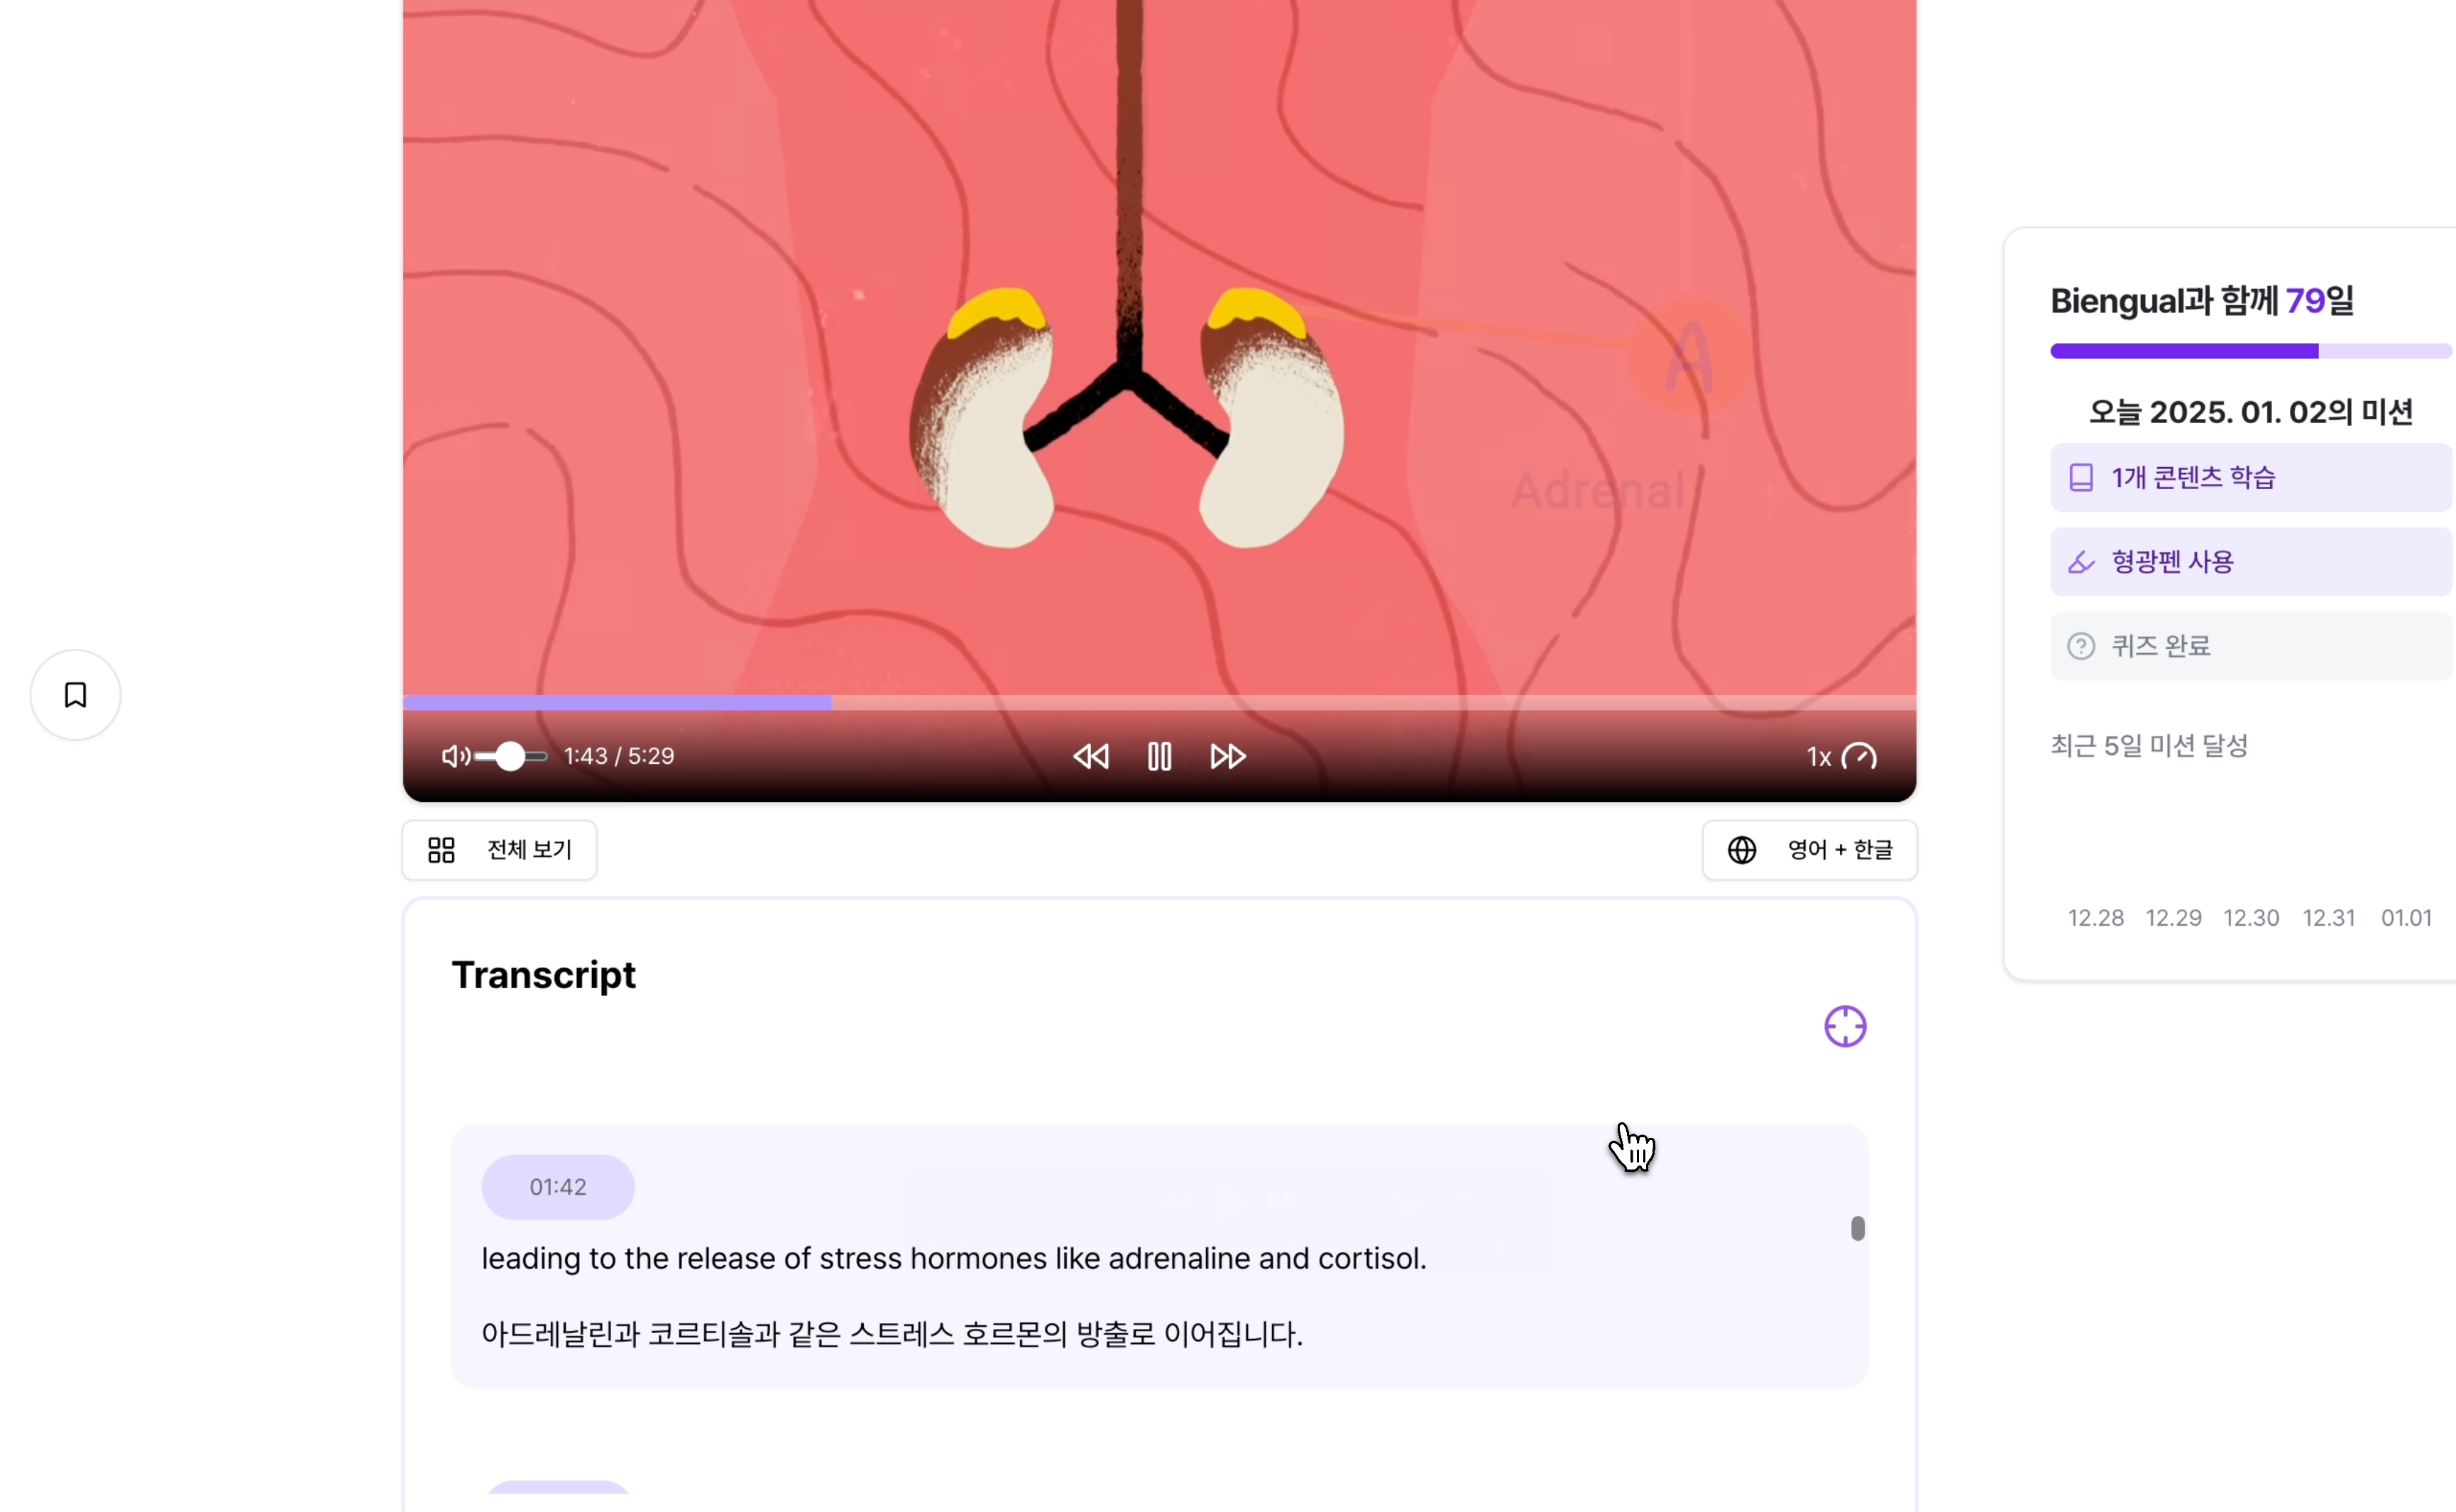 A
Adrenal
1:43 / 5:29
1x
전체 보기
영어 + 한글
Transcript
01:42
leading to the release of stress hormones like adrenaline and cortisol.
아드레날린과 코르티솔과 같은 스트레스 호르몬의 방출로 이어집니다.
Biengual과 함께 79일
오늘 2025. 01. 02의 미션
1개 콘텐츠 학습
형광펜 사용
퀴즈 완료
최근 5일 미션 달성
12.28 12.29 12.30 12.31 01.01